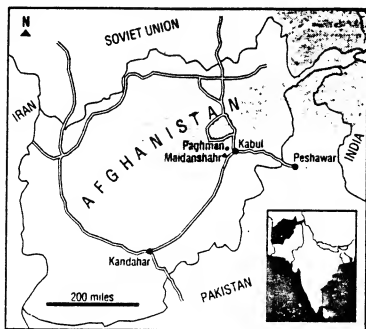 N
SOVIET UNION
IRAN
AFGHANISTAN
Paghman
Kabul
Maidanshahr
Peshawar
INDIA
Kandahar
200 miles
PAKISTAN